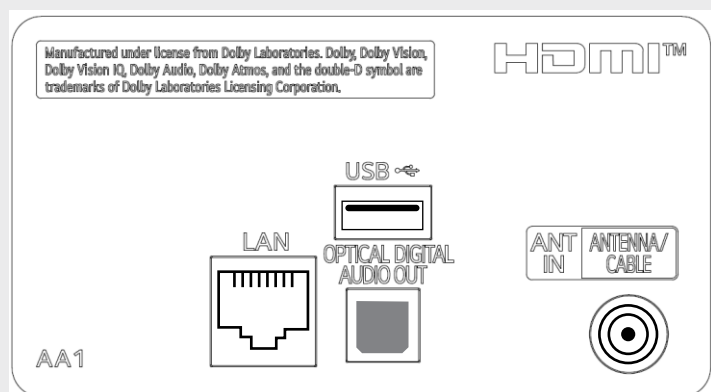 Manufactured under license from Dolby Laboratories. Dolby, Dolby Vision,
Dolby Vision IQ, Dolby Audio, Dolby Atmos, and the double-D symbol are
trademarks of Dolby Laboratories Licensing Corporation.
HDMI™
USB
LAN
OPTICAL DIGITAL
AUDIO OUT
ANT
IN
ANTENNA/
CABLE
AA1